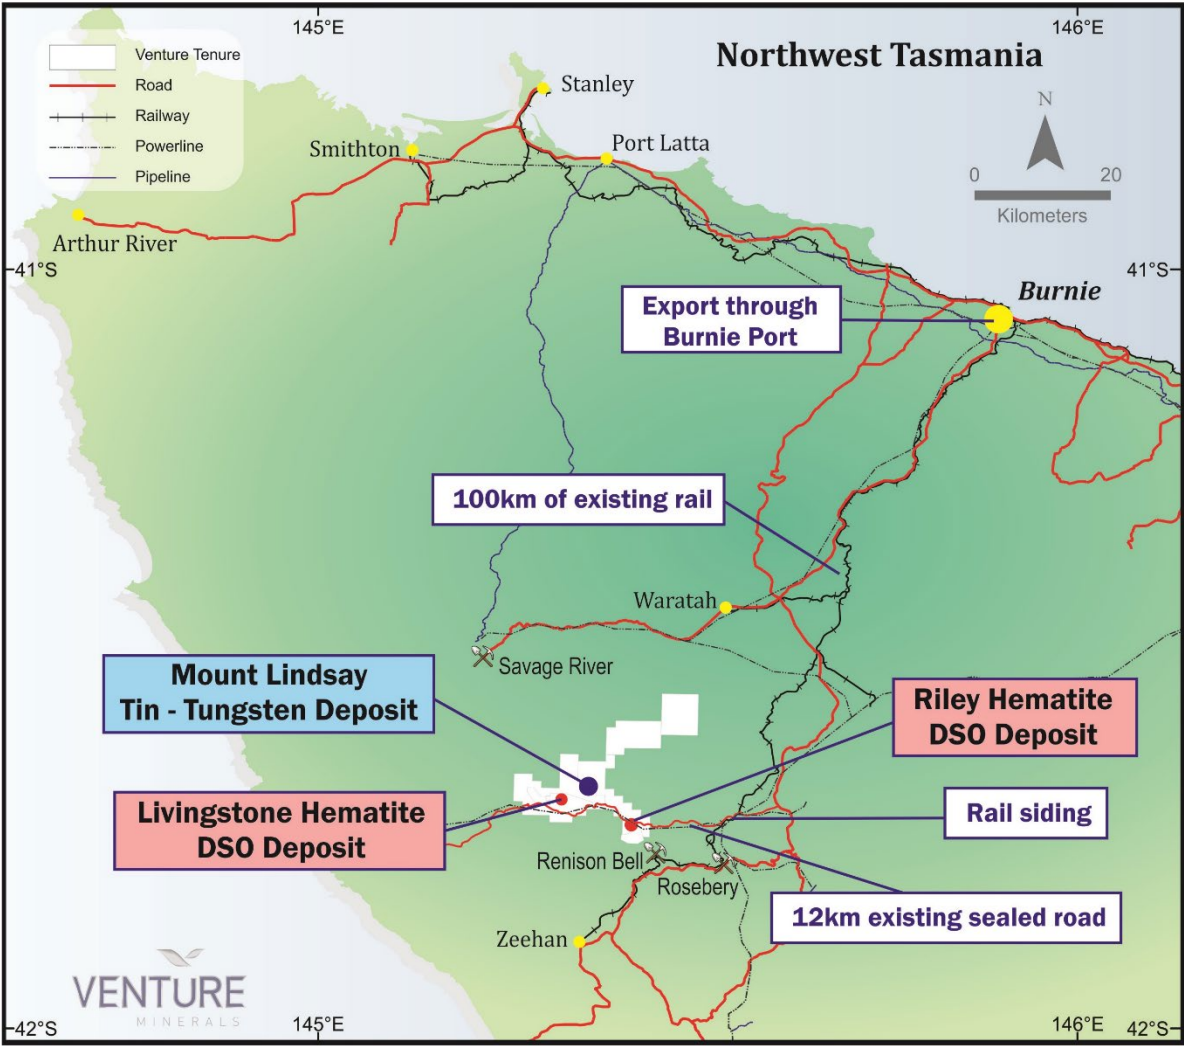 145°E
146°E
Northwest Tasmania
Venture Tenure
Road
Railway
Powerline
Pipeline
N
0
20
Kilometers
Stanley
Smithton
Port Latta
Arthur River
41°S
41°S
Burnie
Export through
Burnie Port
100km of existing rail
Waratah
Savage River
Mount Lindsay
Tin - Tungsten Deposit
Riley Hematite
DSO Deposit
Livingstone Hematite
DSO Deposit
Rail siding
Renison Bell
Rosebery
12km existing sealed road
Zeehan
VENTURE
MINERALS
42°S
145°E
146°E
42°S